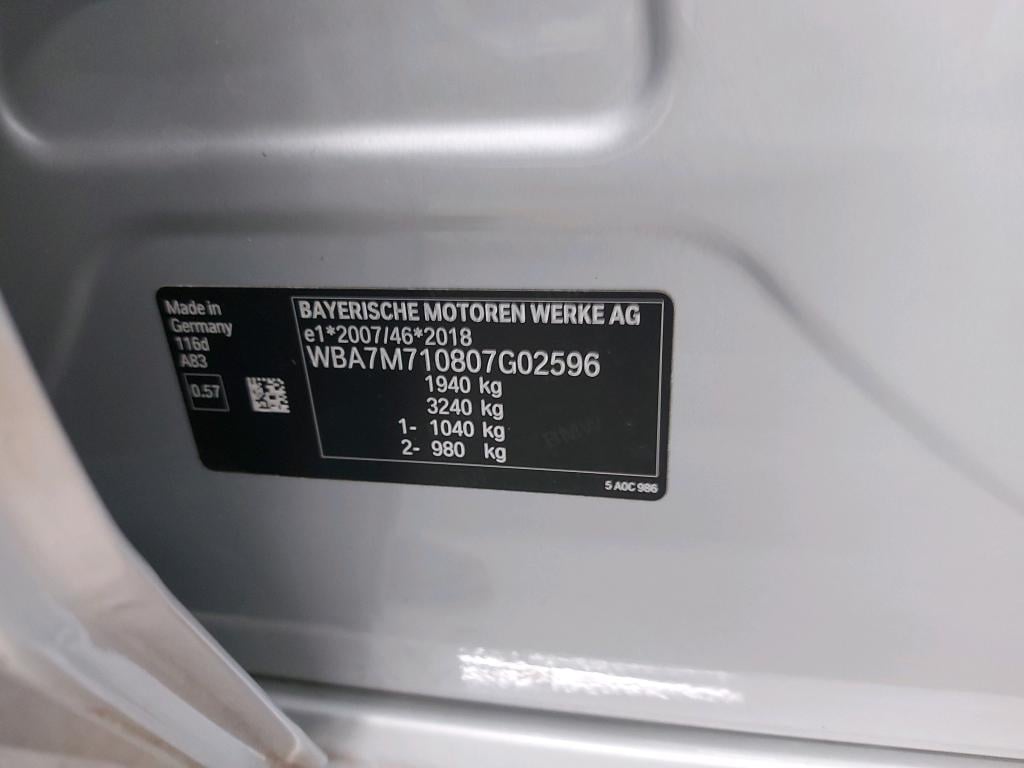 Made in
Germany
116d
A83
0.57
BAYERISCHE MOTOREN WERKE AG
e1*2007/46*2018
WBA7M710807G02596
1940 kg
3240 kg
1- 1040 kg
2- 980 kg
BMW
5 A0C 986